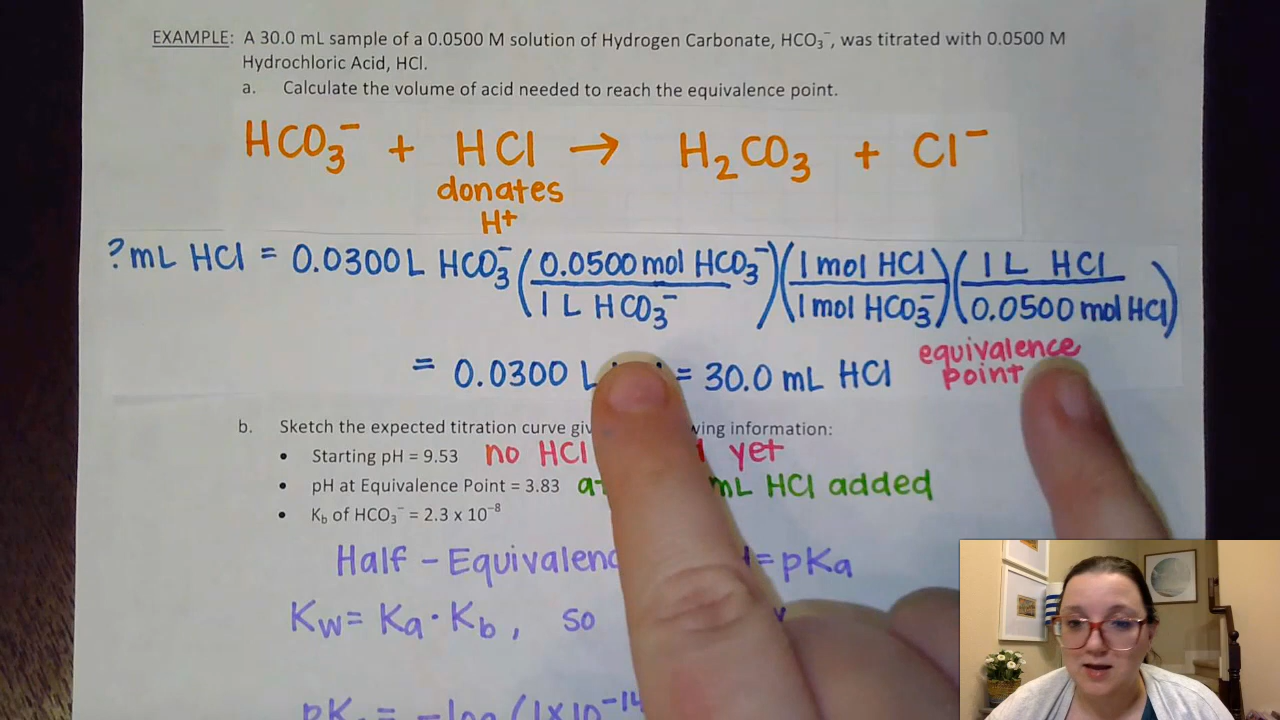 EXAMPLE: A 30.0 mL sample of a 0.0500 M solution of Hydrogen Carbonate, HCO₃⁻, was titrated with 0.0500 M
Hydrochloric Acid, HCl.
a. Calculate the volume of acid needed to reach the equivalence point.
HCO₃⁻ + HCl → H₂CO₃ + Cl⁻
donates
H+
?mL HCl = 0.0300 L HCO₃⁻ (0.0500 mol HCO₃⁻ / 1 L HCO₃⁻)(1 mol HCl / 1 mol HCO₃⁻)(1 L HCl / 0.0500 mol HCl)
= 0.0300 L = 30.0 mL HCl equivalence
point
b. Sketch the expected titration curve information:
• Starting pH = 9.53 no HCl yet
• pH at Equivalence Point = 3.83 mL HCl added
• Kb of HCO₃⁻ = 2.3 x 10⁻⁸
Half - = pKa
Kw = Ka · Kb, so
= -log (1x10⁻¹⁴